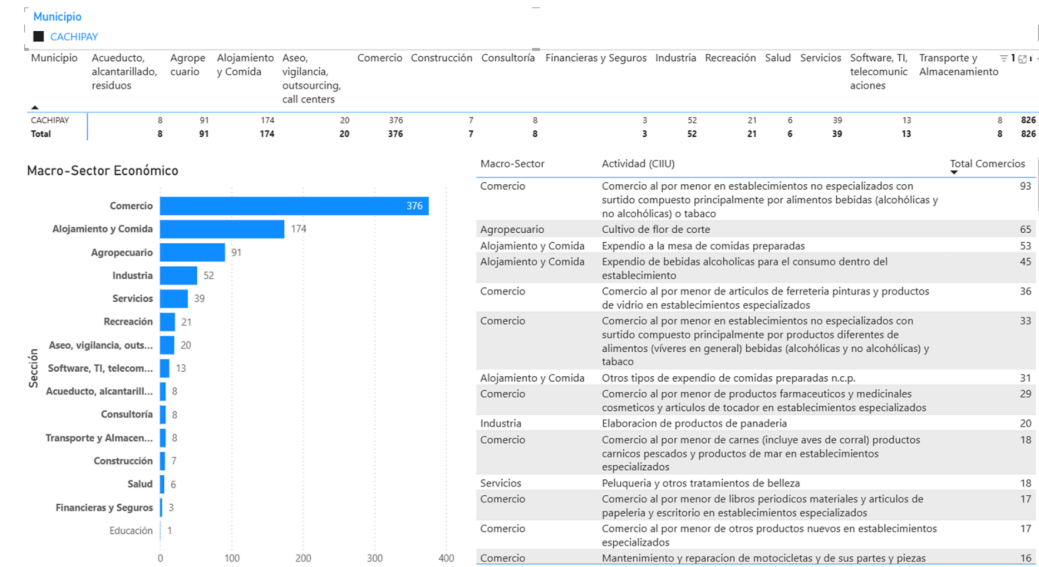 Municipio
CACHIPAY
Municipio Acueducto, Agrope Alojamiento Aseo, Comercio Construcción Consultoría Financieras y Seguros Industria Recreación Salud Servicios Software, TI, Transporte y 1
alcantarillado, cuario y Comida vigilancia, telecomunic Almacenamiento
residuos outsourcing, aciones
call centers
CACHIPAY 8 91 174 20 376 7 8 3 52 21 6 39 13 8 826
Total 8 91 174 20 376 7 8 3 52 21 6 39 13 8 826
Macro-Sector Económico
Sección
Comercio 376
Alojamiento y Comida 174
Agropecuario 91
Industria 52
Servicios 39
Recreación 21
Aseo, vigilancia, outs... 20
Software, TI, telecom... 13
Acueducto, alcantarill... 8
Consultoría 8
Transporte y Almacen... 8
Construcción 7
Salud 6
Financieras y Seguros 3
Educación 1
0 100 200 300 400
Macro-Sector Actividad (CIIU) Total Comercios
Comercio Comercio al por menor en establecimientos no especializados con 93
surtido compuesto principalmente por alimentos bebidas (alcohólicas y
no alcohólicas) o tabaco
Agropecuario Cultivo de flor de corte 65
Alojamiento y Comida Expendio a la mesa de comidas preparadas 53
Alojamiento y Comida Expendio de bebidas alcoholicas para el consumo dentro del 45
establecimiento
Comercio Comercio al por menor de articulos de ferreteria pinturas y productos 36
de vidrio en establecimientos especializados
Comercio Comercio al por menor en establecimientos no especializados con 33
surtido compuesto principalmente por productos diferentes de
alimentos (víveres en general) bebidas (alcohólicas y no alcohólicas) y
tabaco
Alojamiento y Comida Otros tipos de expendio de comidas preparadas n.c.p. 31
Comercio Comercio al por menor de productos farmaceuticos y medicinales 29
cosmeticos y articulos de tocador en establecimientos especializados
Industria Elaboracion de productos de panaderia 20
Comercio Comercio al por menor de carnes (incluye aves de corral) productos 18
carnicos pescados y productos de mar en establecimientos
especializados
Servicios Peluqueria y otros tratamientos de belleza 18
Comercio Comercio al por menor de libros periodicos materiales y articulos de 17
papeleria y escritorio en establecimientos especializados
Comercio Comercio al por menor de otros productos nuevos en establecimientos 17
especializados
Comercio Mantenimiento y reparacion de motocicletas y de sus partes y piezas 16